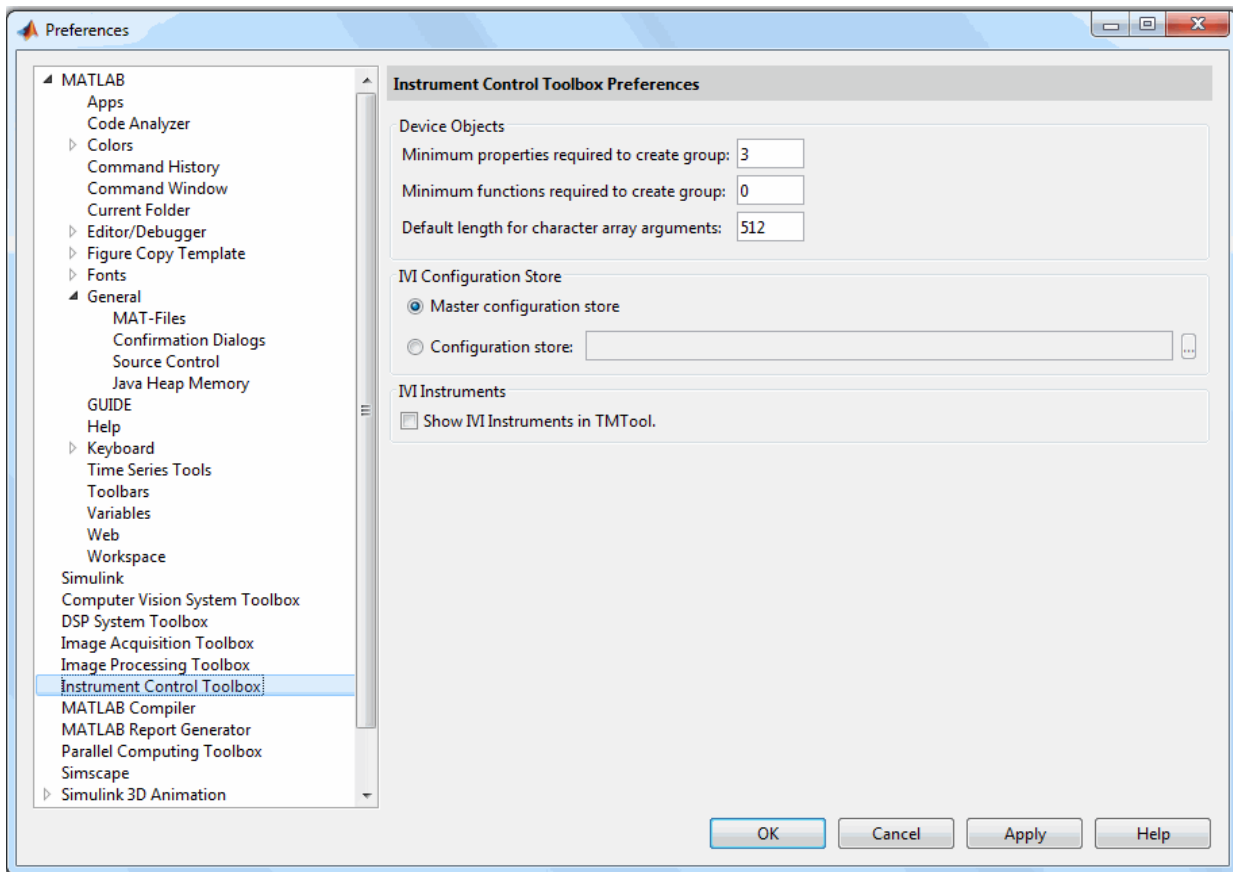 Preferences
MATLAB
Apps
Code Analyzer
Colors
Command History
Command Window
Current Folder
Editor/Debugger
Figure Copy Template
Fonts
General
MAT-Files
Confirmation Dialogs
Source Control
Java Heap Memory
GUIDE
Help
Keyboard
Time Series Tools
Toolbars
Variables
Web
Workspace
Simulink
Computer Vision System Toolbox
DSP System Toolbox
Image Acquisition Toolbox
Image Processing Toolbox
Instrument Control Toolbox
MATLAB Compiler
MATLAB Report Generator
Parallel Computing Toolbox
Simscape
Simulink 3D Animation
Instrument Control Toolbox Preferences
Device Objects
Minimum properties required to create group: 3
Minimum functions required to create group: 0
Default length for character array arguments: 512
IVI Configuration Store
Master configuration store
Configuration store: ...
IVI Instruments
Show IVI Instruments in TMTool.
OK Cancel Apply Help